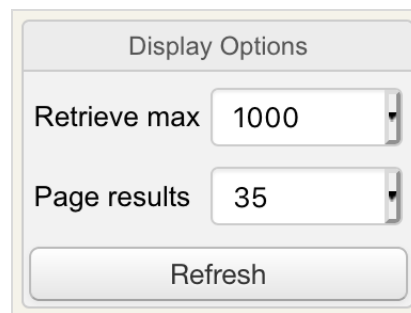 Display Options
Retrieve max 1000
Page results 35
Refresh